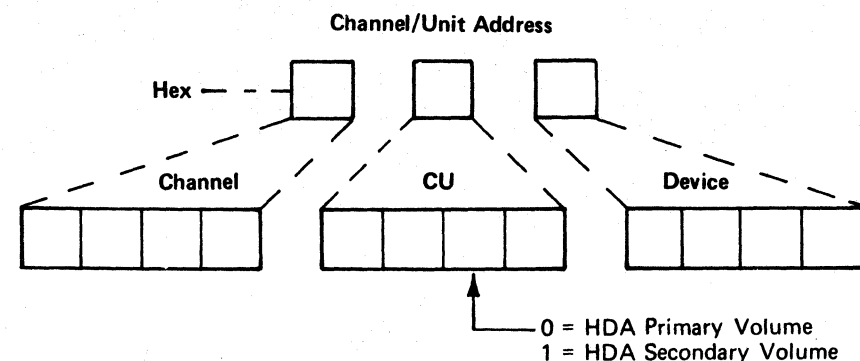 Channel/Unit Address
Hex
Channel
CU
Device
0 = HDA Primary Volume
1 = HDA Secondary Volume